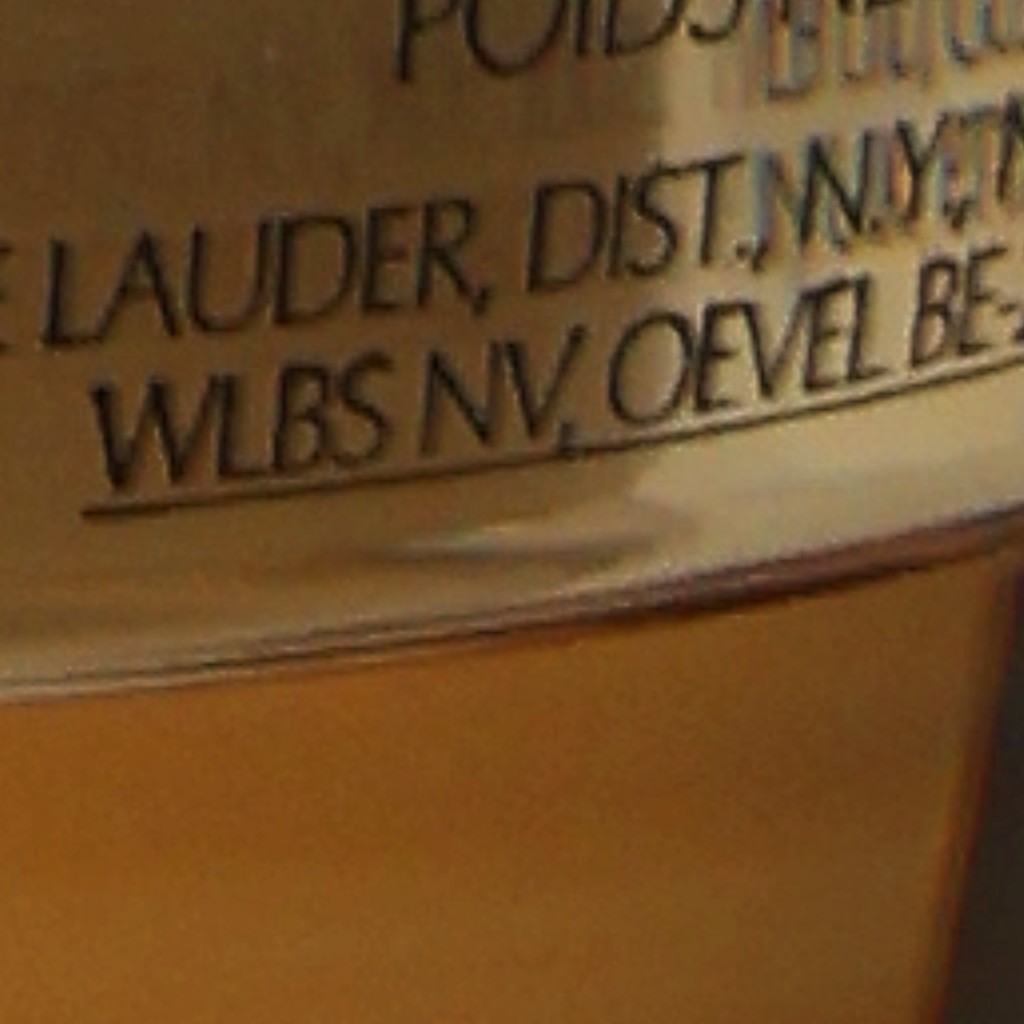 POIDS
LAUDER, DIST., N.Y., N
WLBS NV, OEVEL BE-